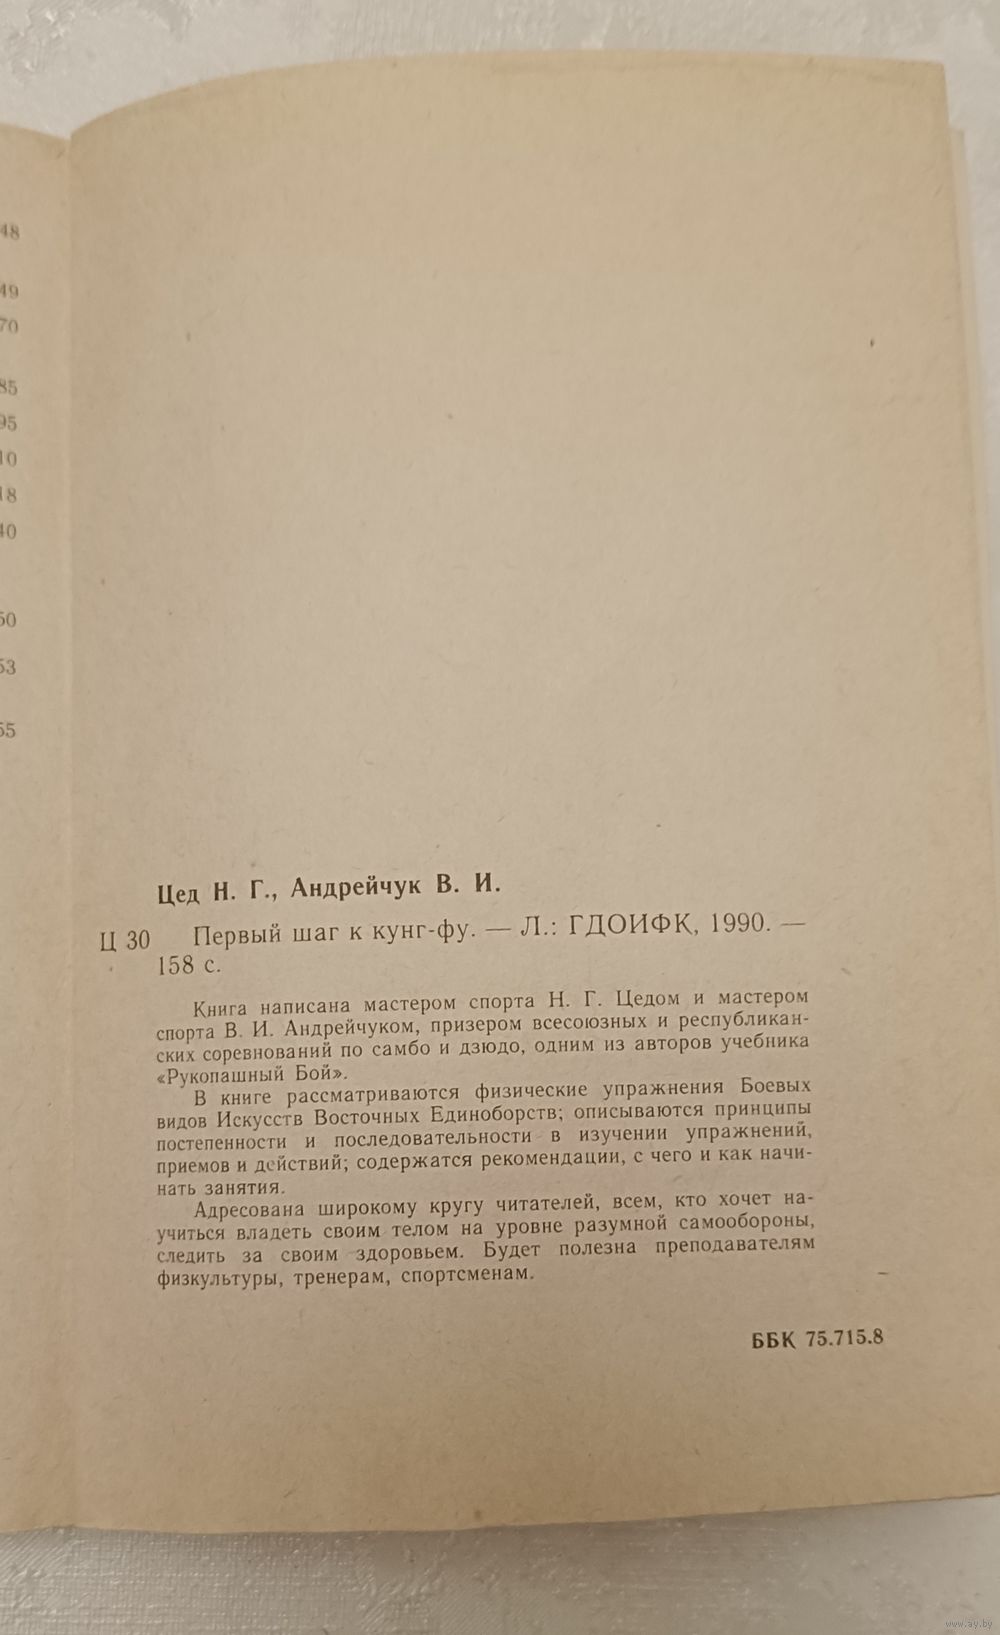 48
49
70
85
95
10
18
40
50
53
55
Цед Н. Г., Андрейчук В. И.
Ц 30 Первый шаг к кунг-фу. — Л.: ГДОИФК, 1990. —
158 с.
Книга написана мастером спорта Н. Г. Цедом и мастером
спорта В. И. Андрейчуком, призером всесоюзных и республикан-
ских соревнований по самбо и дзюдо, одним из авторов учебника
«Рукопашный Бой».
В книге рассматриваются физические упражнения Боевых
видов Искусств Восточных Единоборств; описываются принципы
постепенности и последовательности в изучении упражнений,
приемов и действий; содержатся рекомендации, с чего и как начи-
нать занятия.
Адресована широкому кругу читателей, всем, кто хочет на-
учиться владеть своим телом на уровне разумной самообороны,
следить за своим здоровьем. Будет полезна преподавателям
физкультуры, тренерам, спортсменам.
ББК 75.715.8
www.ay.by